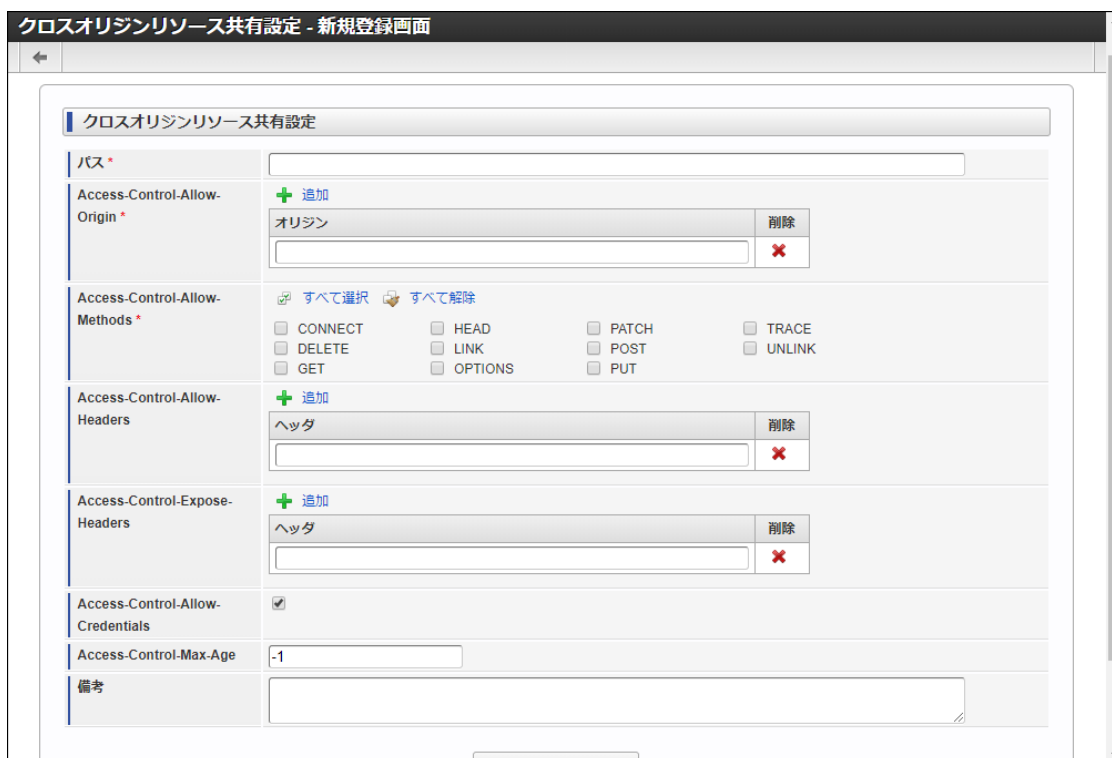 クロスオリジンリソース共有設定 - 新規登録画面
クロスオリジンリソース共有設定
パス *
Access-Control-Allow-
Origin *
追加
オリジン 削除
Access-Control-Allow-
Methods *
すべて選択 すべて解除
CONNECT HEAD PATCH TRACE
DELETE LINK POST UNLINK
GET OPTIONS PUT
Access-Control-Allow-
Headers
追加
ヘッダ 削除
Access-Control-Expose-
Headers
追加
ヘッダ 削除
Access-Control-Allow-
Credentials
Access-Control-Max-Age -1
備考